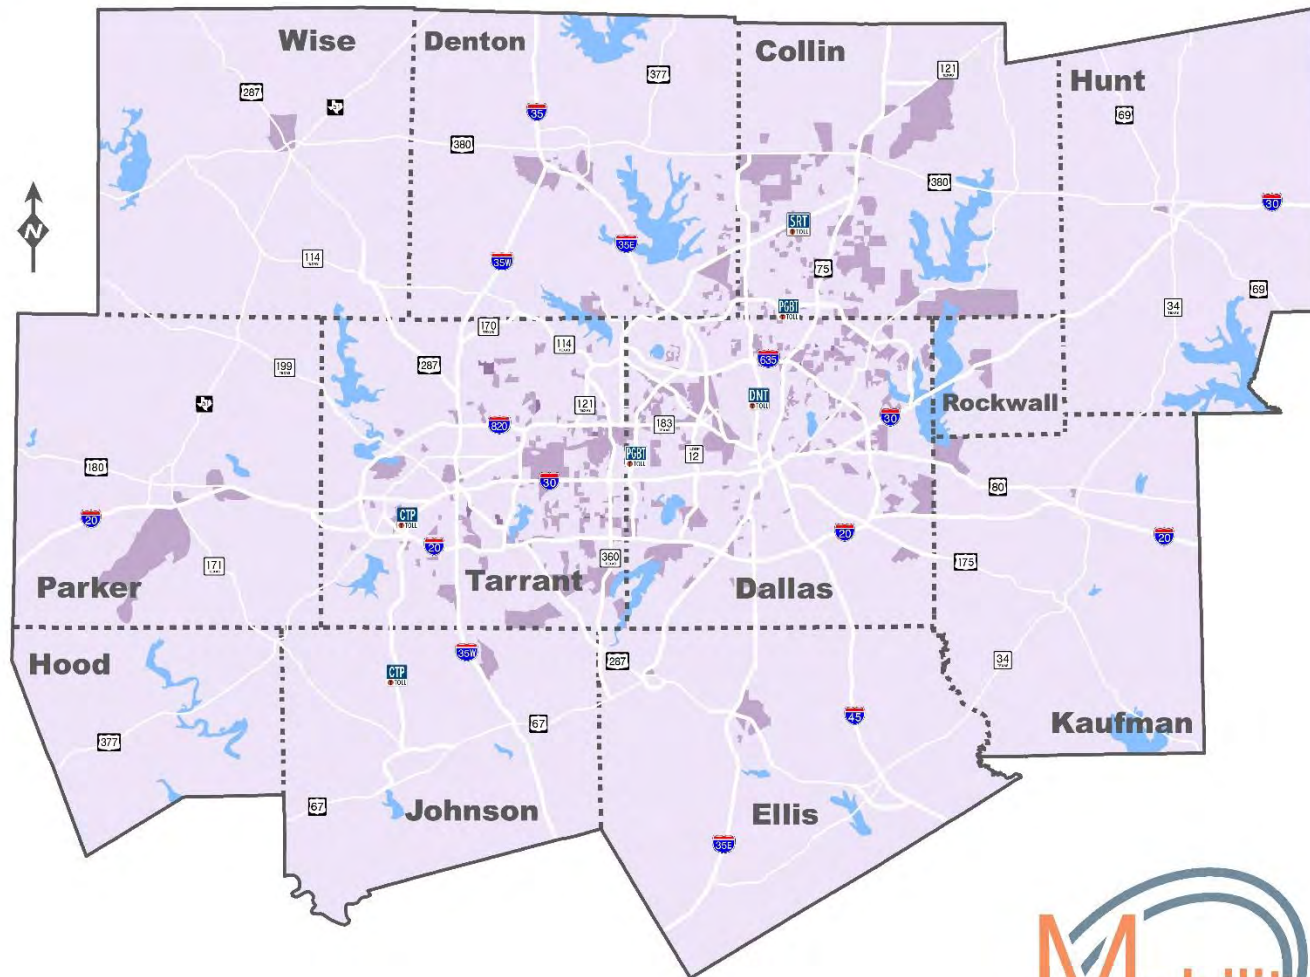 Wise
Denton
Collin
Hunt
121
377
287
69
35
380
380
30
SRT
TOLL
35E
114
35W
75
69
PGBT
TOLL
34
170
114
635
199
287
DNT
TOLL
121
Rockwall
30
820
183
12
PGBT
TOLL
180
30
80
20
CTP
TOLL
20
20
20
360
175
171
Parker
Tarrant
Dallas
Hood
35W
287
34
CTP
TOLL
377
67
45
Kaufman
67
Johnson
Ellis
35E
N
M